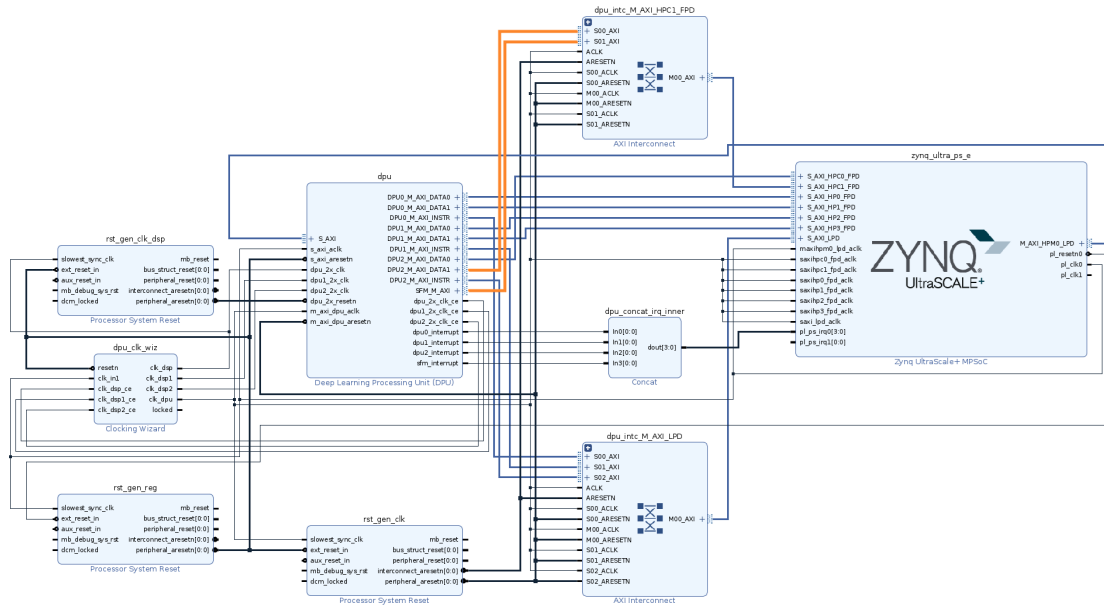 dpu_intc_M_AXI_HPC1_FPD
S00_AXI
S01_AXI
ACLK
ARESETN
S00_ACLK
S00_ARESETN
M00_ACLK
M00_ARESETN
S01_ACLK
S01_ARESETN
M00_AXI
AXI Interconnect
zynq_ultra_ps_e
S_AXI_HPC0_FPD
S_AXI_HPC1_FPD
S_AXI_HP0_FPD
S_AXI_HP1_FPD
S_AXI_HP2_FPD
S_AXI_HP3_FPD
S_AXI_LPD
maxihpm0_lpd_aclk
saxihpc0_fpd_aclk
saxihpc1_fpd_aclk
saxihp0_fpd_aclk
saxihp1_fpd_aclk
saxihp2_fpd_aclk
saxihp3_fpd_aclk
saxi_lpd_aclk
pl_ps_irq0[3:0]
pl_ps_irq1[0:0]
ZYNQ
UltraSCALE+
M_AXI_HPM0_LPD
pl_resetn0
pl_clk0
pl_clk1
Zynq UltraScale+ MPSoC
dpu
S_AXI
s_axi_aclk
s_axi_aresetn
dpu_2x_clk
dpu1_2x_clk
dpu2_2x_clk
dpu_2x_resetn
m_axi_dpu_aclk
m_axi_dpu_aresetn
DPU0_M_AXI_DATA0
DPU0_M_AXI_DATA1
DPU0_M_AXI_INSTR
DPU1_M_AXI_DATA0
DPU1_M_AXI_DATA1
DPU1_M_AXI_INSTR
DPU2_M_AXI_DATA0
DPU2_M_AXI_DATA1
DPU2_M_AXI_INSTR
SFM_M_AXI
dpu_2x_clk_ce
dpu1_2x_clk_ce
dpu2_2x_clk_ce
dpu0_interrupt
dpu1_interrupt
dpu2_interrupt
sfm_interrupt
Deep Learning Processing Unit (DPU)
rst_gen_clk_dsp
slowest_sync_clk
ext_reset_in
aux_reset_in
mb_debug_sys_rst
dcm_locked
mb_reset
bus_struct_reset[0:0]
peripheral_reset[0:0]
interconnect_aresetn[0:0]
peripheral_aresetn[0:0]
Processor System Reset
dpu_concat_irq_inner
In0[0:0]
In1[0:0]
In2[0:0]
In3[0:0]
dout[3:0]
Concat
dpu_clk_wiz
resetn
clk_in1
clk_dsp_ce
clk_dsp1_ce
clk_dsp2_ce
clk_dsp
clk_dsp1
clk_dsp2
clk_dpu
locked
Clocking Wizard
dpu_intc_M_AXI_LPD
S00_AXI
S01_AXI
S02_AXI
ACLK
ARESETN
S00_ACLK
S00_ARESETN
M00_ACLK
M00_ARESETN
S01_ACLK
S01_ARESETN
S02_ACLK
S02_ARESETN
M00_AXI
AXI Interconnect
rst_gen_reg
slowest_sync_clk
ext_reset_in
aux_reset_in
mb_debug_sys_rst
dcm_locked
mb_reset
bus_struct_reset[0:0]
peripheral_reset[0:0]
interconnect_aresetn[0:0]
peripheral_aresetn[0:0]
Processor System Reset
rst_gen_clk
slowest_sync_clk
ext_reset_in
aux_reset_in
mb_debug_sys_rst
dcm_locked
mb_reset
bus_struct_reset[0:0]
peripheral_reset[0:0]
interconnect_aresetn[0:0]
peripheral_aresetn[0:0]
Processor System Reset